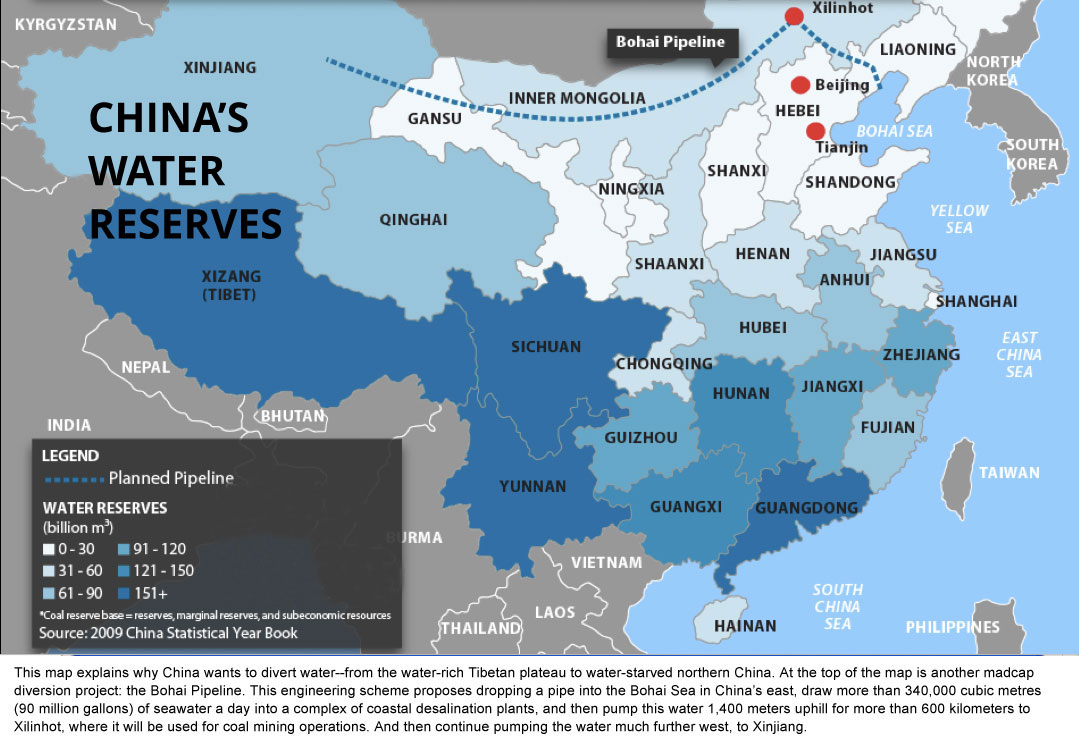 KYRGYZSTAN
Xilinhot
Bohai Pipeline
LIAONING
XINJIANG
NORTH
KOREA
Beijing
INNER MONGOLIA
HEBEI
GANSU
CHINA'S
WATER
RESERVES
BOHAI SEA
Tianjin
SOUTH
KOREA
SHANXI
SHANDONG
NINGXIA
QINGHAI
YELLOW
SEA
XIZANG
(TIBET)
SHAANXI
HENAN
JIANGSU
ANHUI
SHANGHAI
HUBEI
SICHUAN
EAST
CHINA
SEA
ZHEJIANG
NEPAL
CHONGQING
HUNAN
JIANGXI
BHUTAN
INDIA
GUIZHOU
FUJIAN
TAIWAN
YUNNAN
GUANGXI
GUANGDONG
BURMA
VIETNAM
LAOS
THAILAND
HAINAN
SOUTH
CHINA
SEA
PHILIPPINES
LEGEND
Planned Pipeline
WATER RESERVES
(billion m³)
0 - 30
91 - 120
31 - 60
121 - 150
61 - 90
151+
*Coal reserve base = reserves, marginal reserves, and subeconomic resources
Source: 2009 China Statistical Year Book
This map explains why China wants to divert water--from the water-rich Tibetan plateau to water-starved northern China. At the top of the map is another madcap
diversion project: the Bohai Pipeline. This engineering scheme proposes dropping a pipe into the Bohai Sea in China's east, draw more than 340,000 cubic metres
(90 million gallons) of seawater a day into a complex of coastal desalination plants, and then pump this water 1,400 meters uphill for more than 600 kilometers to
Xilinhot, where it will be used for coal mining operations. And then continue pumping the water much further west, to Xinjiang.